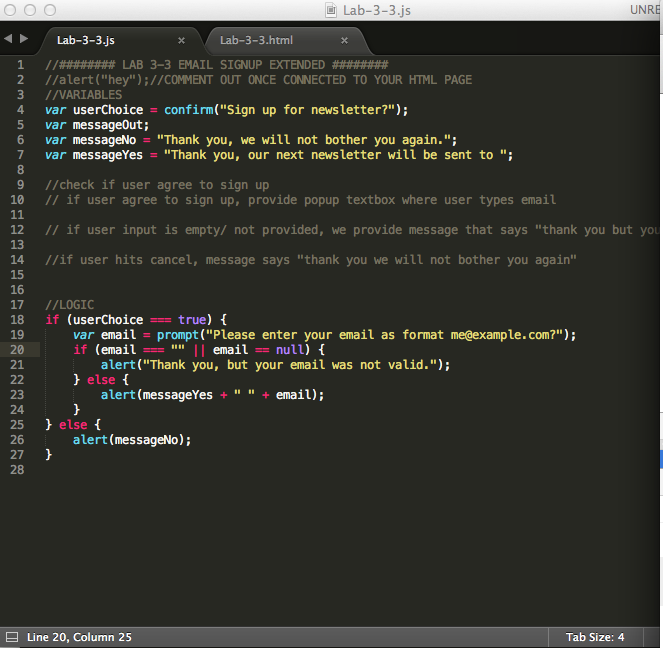 Lab-3-3.js
UNRE
Lab-3-3.js × Lab-3-3.html ×
1 //######## LAB 3-3 EMAIL SIGNUP EXTENDED ########
2 //alert("hey");//COMMENT OUT ONCE CONNECTED TO YOUR HTML PAGE
3 //VARIABLES
4 var userChoice = confirm("Sign up for newsletter?");
5 var messageOut;
6 var messageNo = "Thank you, we will not bother you again.";
7 var messageYes = "Thank you, our next newsletter will be sent to ";
8
9 //check if user agree to sign up
10 // if user agree to sign up, provide popup textbox where user types email
11
12 // if user input is empty/ not provided, we provide message that says "thank you but you
13
14 //if user hits cancel, message says "thank you we will not bother you again"
15
16
17 //LOGIC
18 if (userChoice === true) {
19     var email = prompt("Please enter your email as format me@example.com?");
20     if (email === "" || email == null) {
21         alert("Thank you, but your email was not valid.");
22     } else {
23         alert(messageYes + " " + email);
24     }
25 } else {
26     alert(messageNo);
27 }
28
Line 20, Column 25
Tab Size: 4